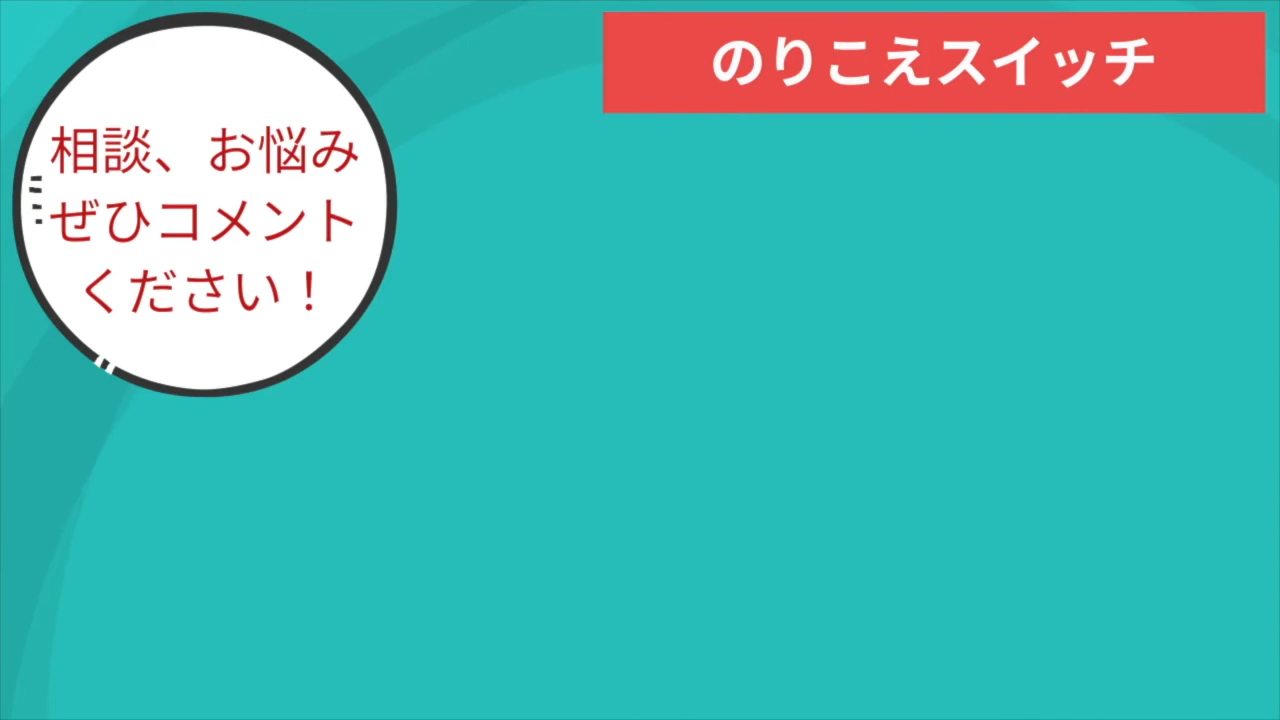 のりこえスイッチ
相談、お悩み
ぜひコメント
ください！